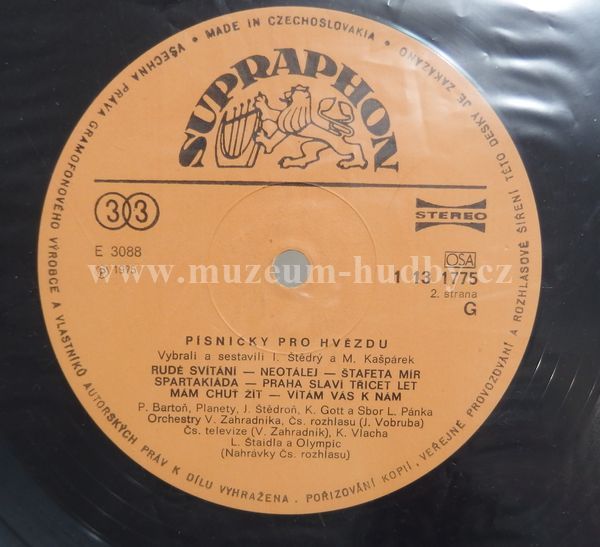 VŠECHNA PRÁVA GRAMOFONOVÉHO VÝROBCE A VLASTNÍKŮ AUTORSKÝCH PRÁV K DÍLU VYHRAŽENA. POŘIZOVÁNÍ KOPIÍ, VEŘEJNÉ PROVOZOVÁNÍ A ROZHLASOVÉ ŠÍŘENÍ TÉTO DESKY JE ZAKÁZÁNO
• MADE IN CZECHOSLOVAKIA •
SUPRAPHON
33
STEREO
E 3088
OSA
℗ 1975
www.muzeum-hudby.cz
1 13 1775
2. strana
G
PÍSNIČKY PRO HVĚZDU
Vybrali a sestavili I. Štědrý a M. Kašpárek
RUDÉ SVÍTÁNÍ — NEOTÁLEJ — ŠTAFETA MÍR
SPARTAKIÁDA — PRAHA SLAVÍ TŘICET LET
MÁM CHUŤ ŽÍT — VÍTÁM VÁS K NÁM
P. Bartoň, Planety, J. Štědroň, K. Gott a Sbor L. Pánka
Orchestry V. Zahradníka, Čs. rozhlasu (J. Vobruba)
Čs. televize (V. Zahradník), K. Vlacha
L. Štaidla a Olympic
(Nahrávky Čs. rozhlasu)